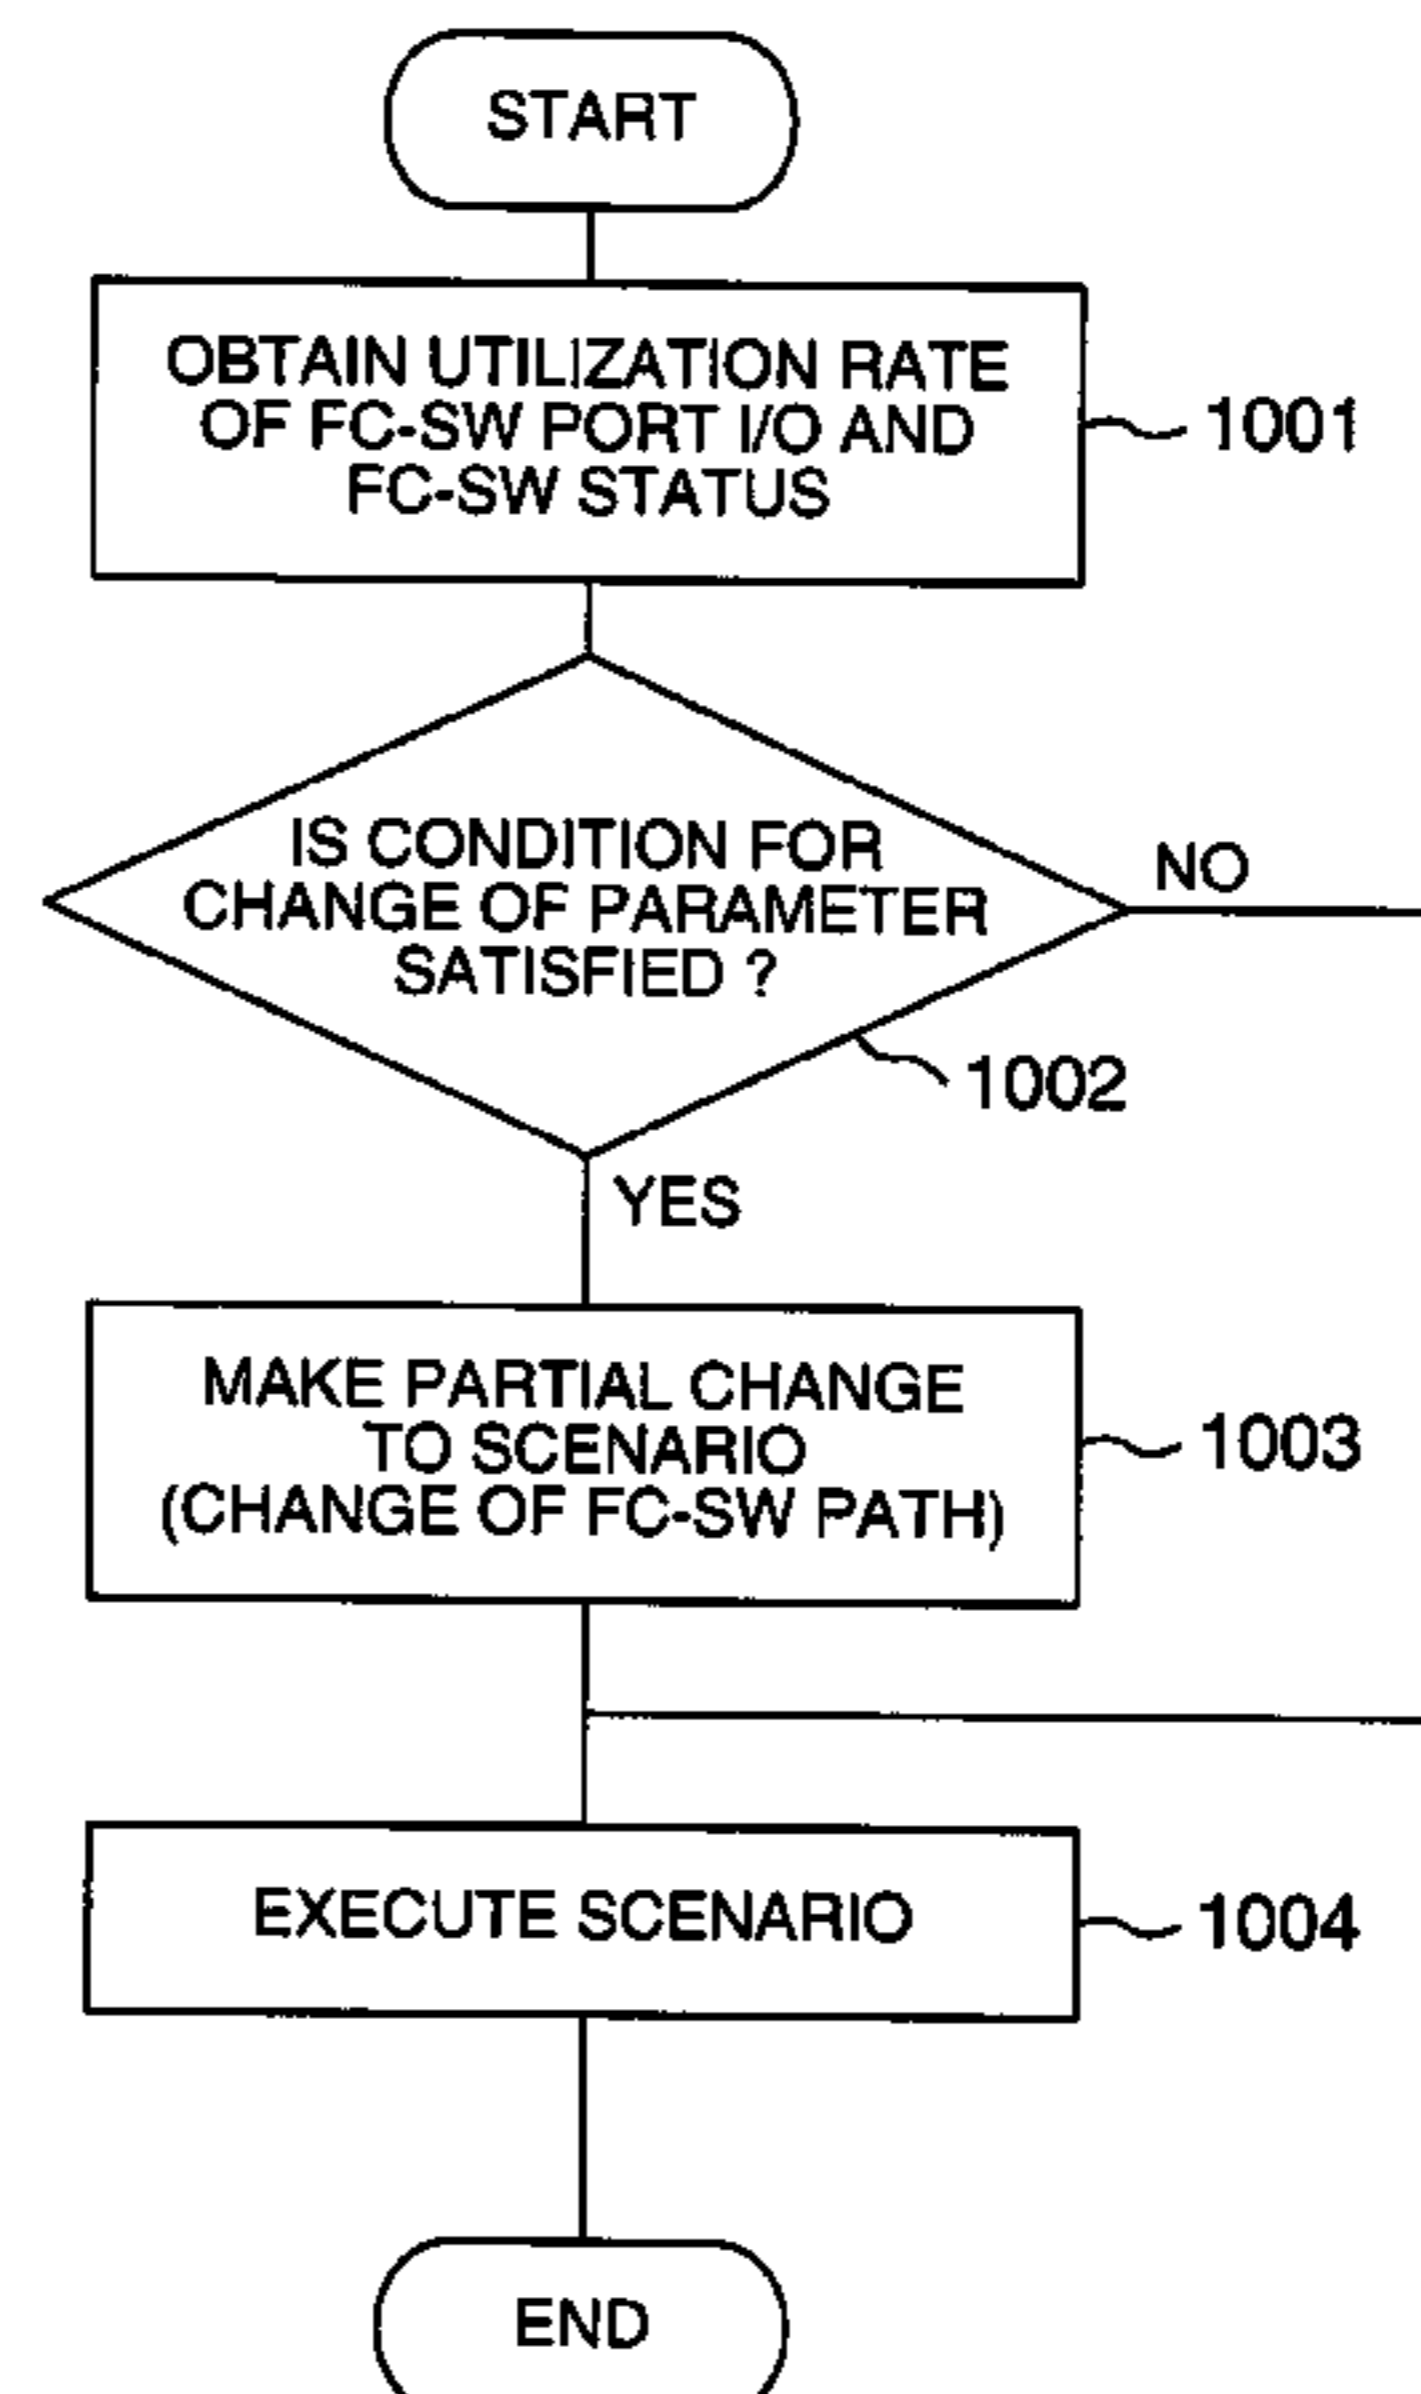 START
OBTAIN UTILIZATION RATE
OF FC-SW PORT I/O AND
FC-SW STATUS
1001
IS CONDITION FOR
CHANGE OF PARAMETER
SATISFIED ?
NO
1002
YES
MAKE PARTIAL CHANGE
TO SCENARIO
(CHANGE OF FC-SW PATH)
1003
EXECUTE SCENARIO
1004
END